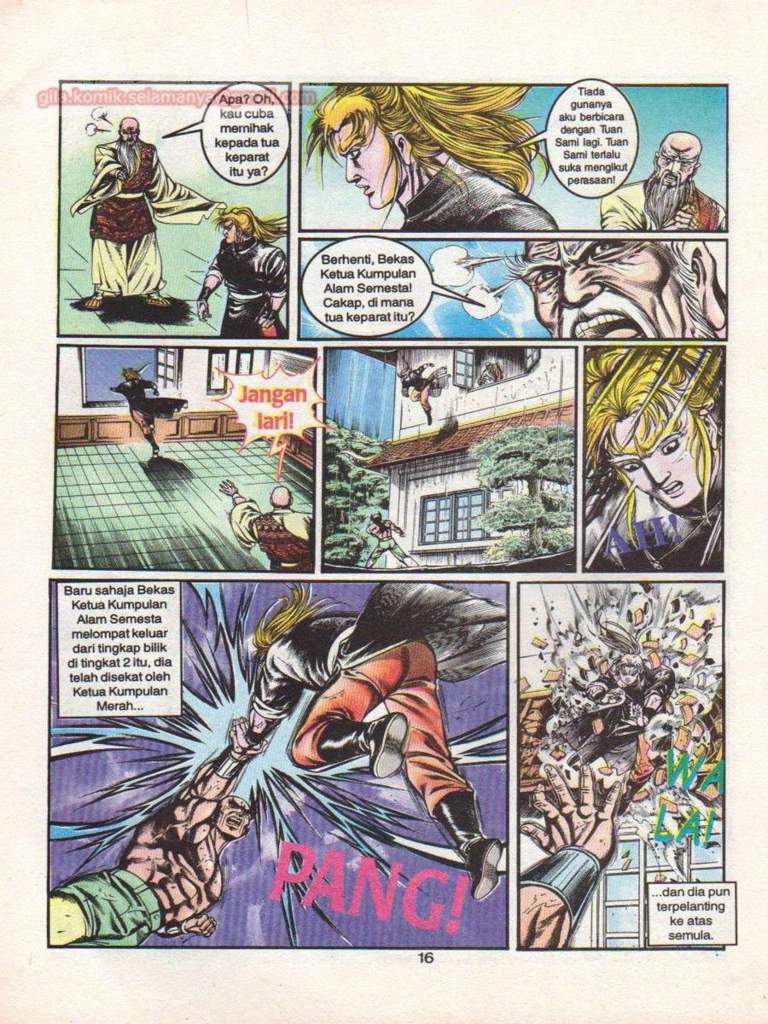 Apa? Oh,
kau cuba
memihak
kepada tua
keparat
itu ya?
Tiada
gunanya
aku berbicara
dengan Tuan
Sami lagi. Tuan
Sami terlalu
suka mengikut
perasaan!
Berhenti, Bekas
Ketua Kumpulan
Alam Semesta!
Cakap, di mana
tua keparat itu?
Jangan
lari!
Baru sahaja Bekas
Ketua Kumpulan
Alam Semesta
melompat keluar
dari tingkap bilik
di tingkat 2 itu, dia
telah disekat oleh
Ketua Kumpulan
Merah...
PANG!
WA
LAI
...dan dia pun
terpelanting
ke atas
semula.
16